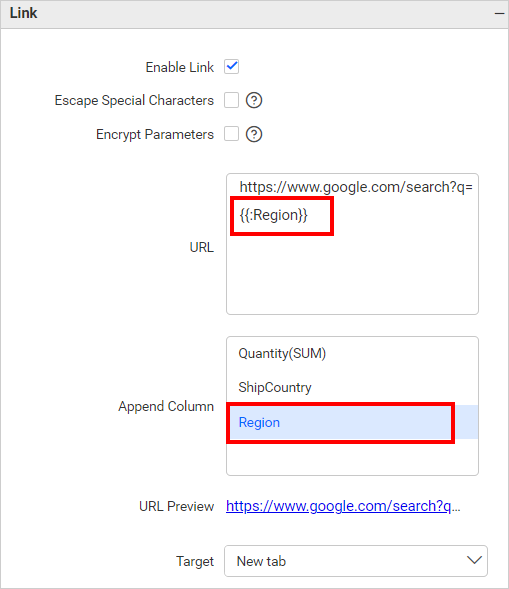 Link
Enable Link
Escape Special Characters ?
Encrypt Parameters ?
URL
https://www.google.com/search?q=
{{:Region}}
Append Column
Quantity(SUM)
ShipCountry
Region
URL Preview https://www.google.com/search?q...
Target New tab